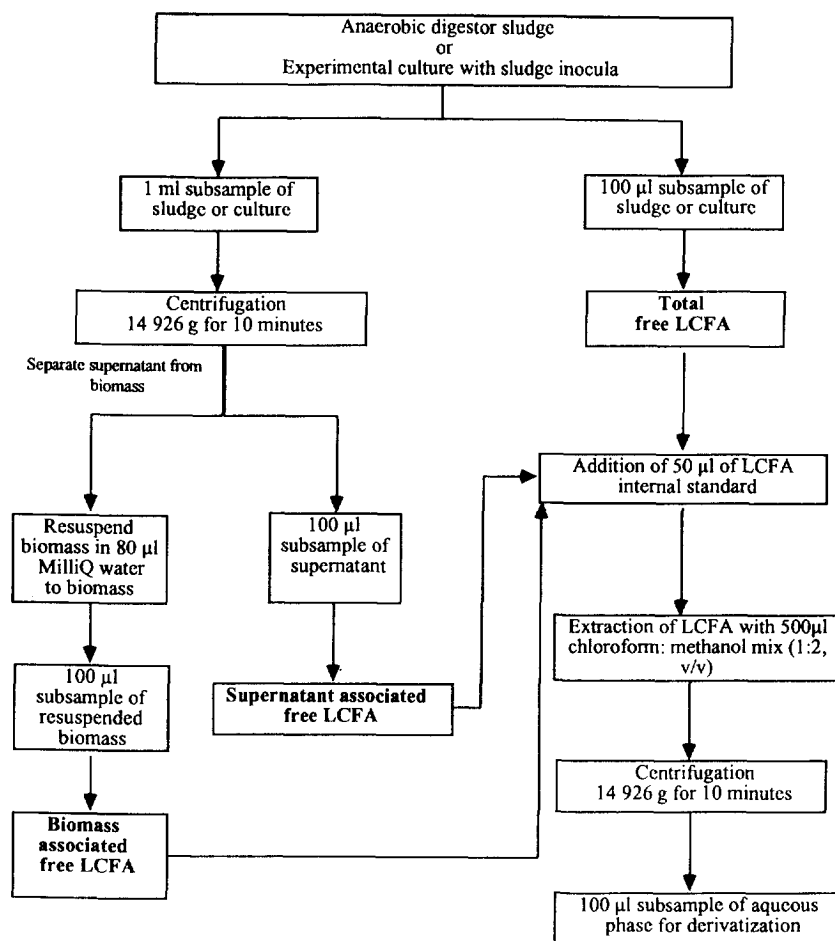 Anaerobic digestor sludge
or
Experimental culture with sludge inocula
1 ml subsample of
sludge or culture
100 µl subsample of
sludge or culture
Centrifugation
14 926 g for 10 minutes
Total
free LCFA
Separate supernatant from
biomass
Addition of 50 µl of LCFA
internal standard
Resuspend
biomass in 80 µl
MilliQ water
to biomass
100 µl
subsample of
supernatant
Extraction of LCFA with 500µl
chloroform: methanol mix (1:2,
v/v)
100 µl
subsample of
resuspended
biomass
Supernatant associated
free LCFA
Centrifugation
14 926 g for 10 minutes
Biomass
associated
free LCFA
100 µl subsample of aqueous
phase for derivatization